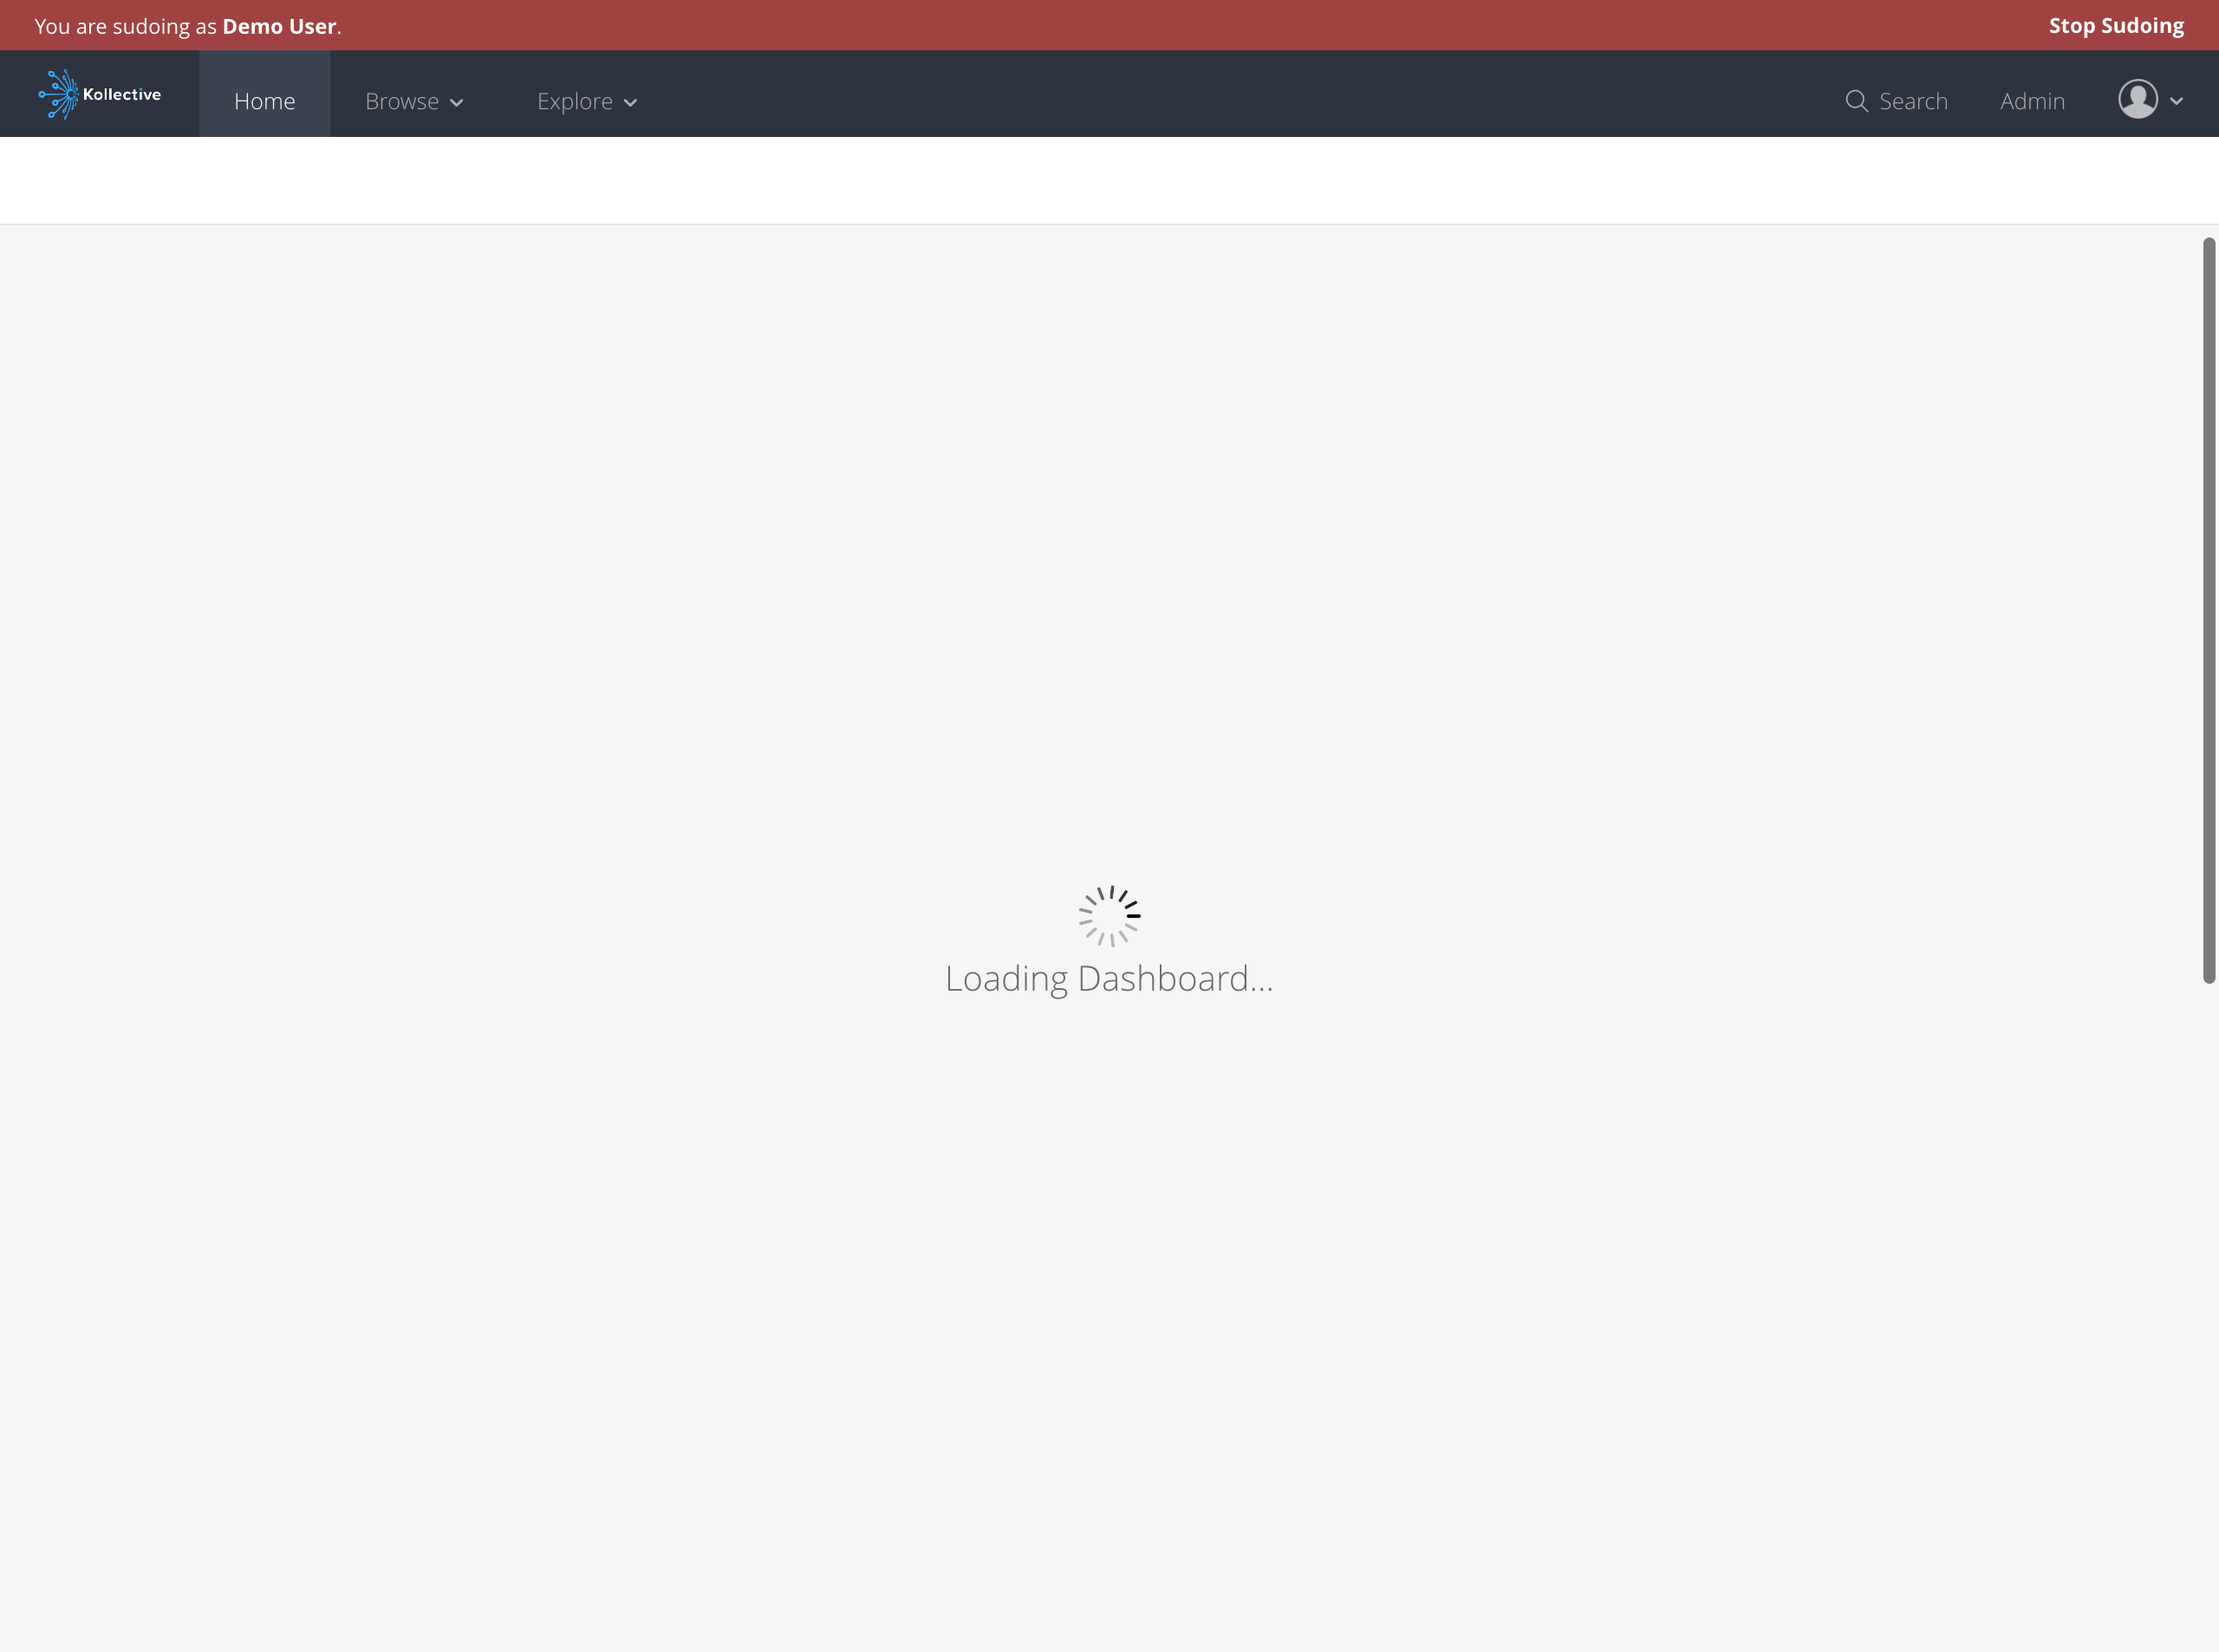 You are sudoing as Demo User.
Stop Sudoing
Kollective
Home
Browse
Explore
Search
Admin
Loading Dashboard...